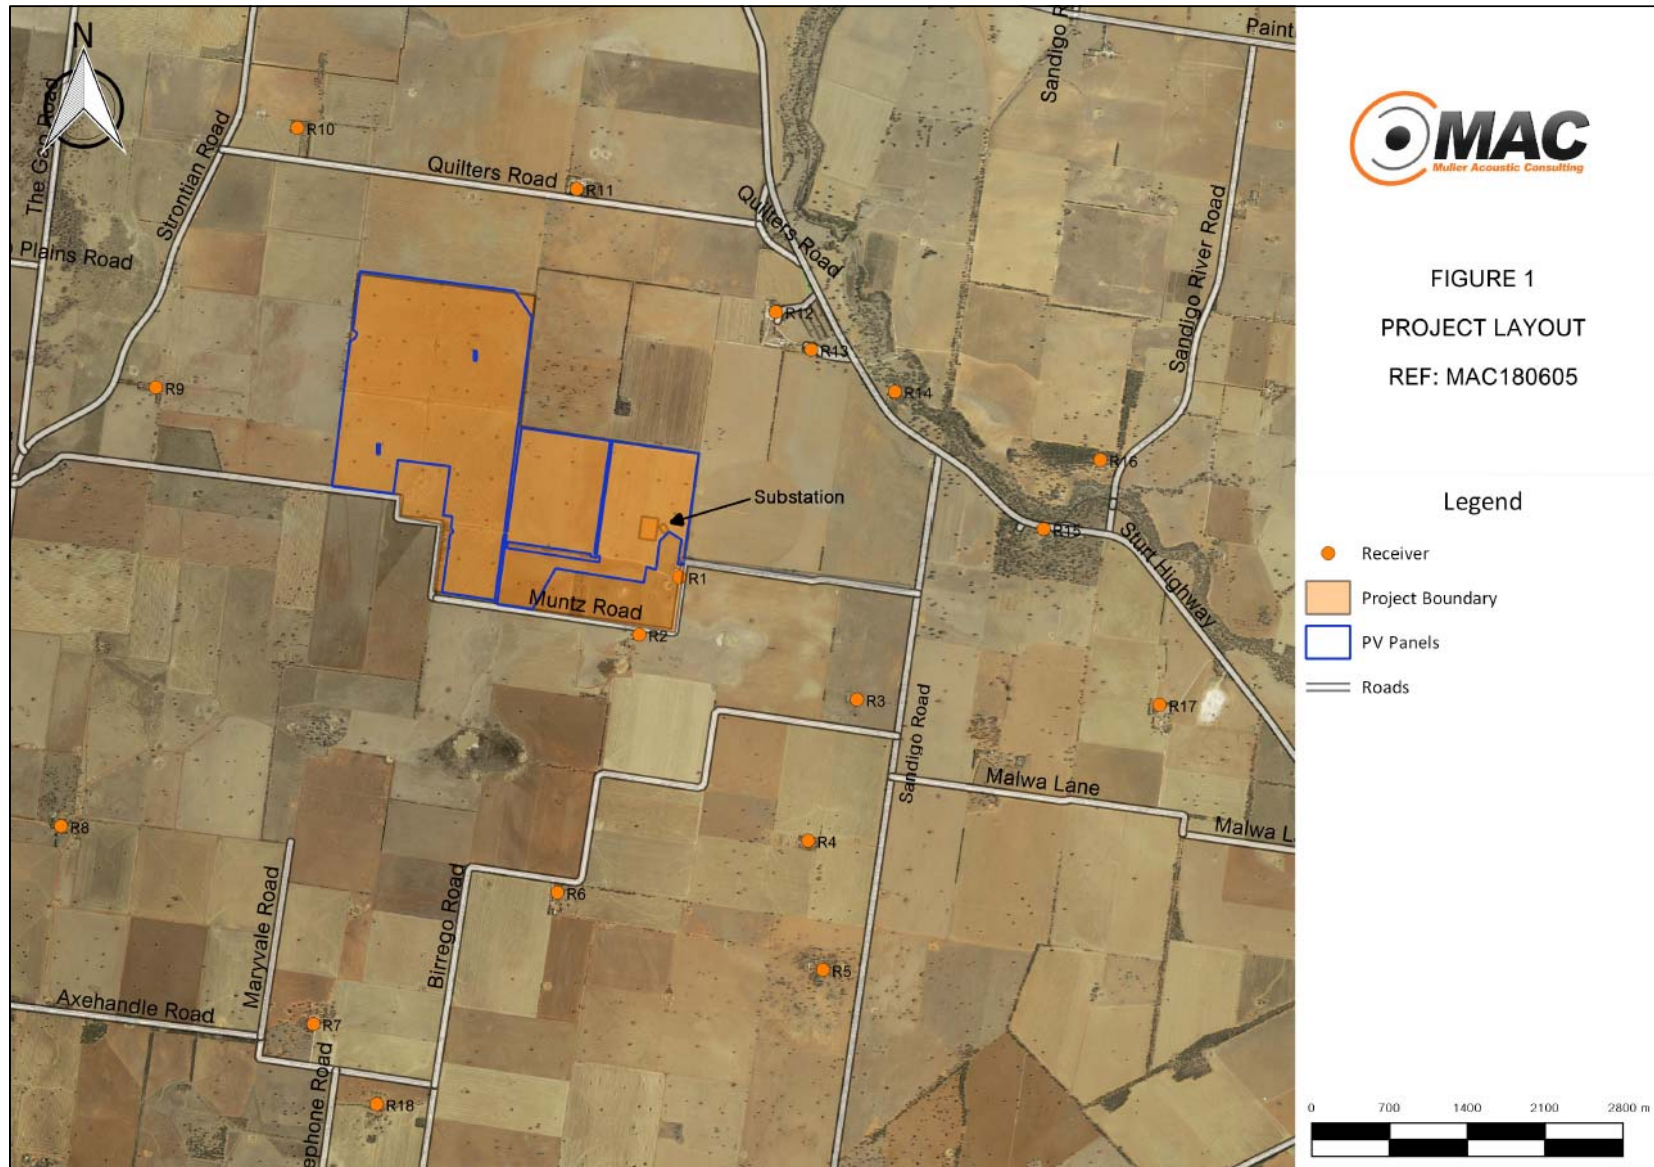 N
The Gap Road
Strontian Road
R10
Quilters Road
R11
Sandigo R
Paint
Plains Road
Quilters Road
Sandigo River Road
R12
R13
R14
R9
R16
Substation
R15
Sturt Highway
R1
Muntz Road
R2
R3
Sandigo Road
R17
Malwa Lane
Malwa L
R8
R4
R6
Maryvale Road
Birrego Road
R5
Axehandle Road
R7
ephone Road
R18
MAC
Muller Acoustic Consulting
FIGURE 1
PROJECT LAYOUT
REF: MAC180605
Legend
Receiver
Project Boundary
PV Panels
Roads
0 700 1400 2100 2800 m